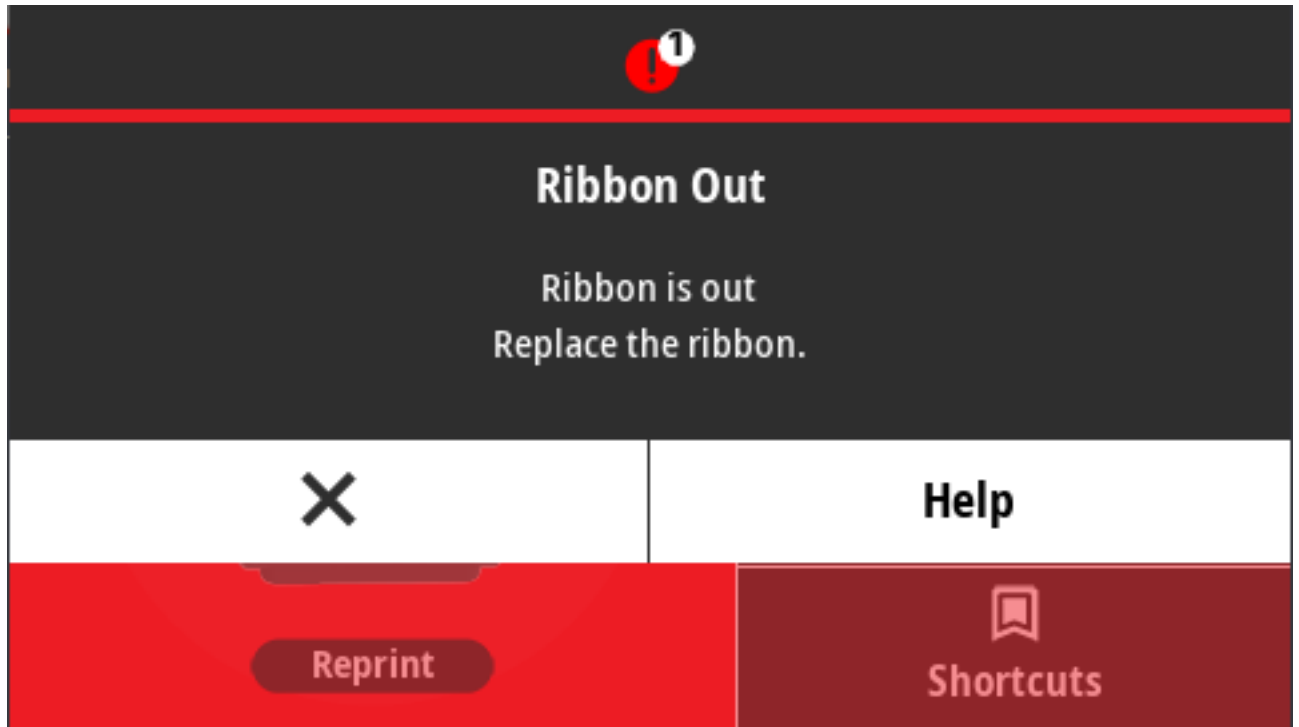 1
Ribbon Out
Ribbon is out
Replace the ribbon.
Help
Reprint
Shortcuts